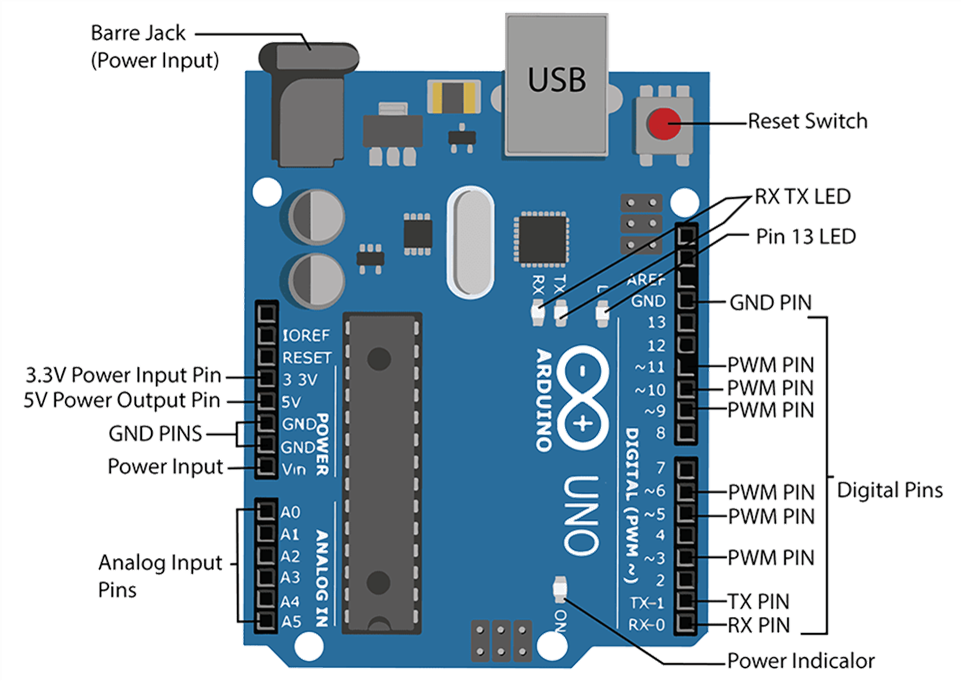 Barre Jack
(Power Input)
USB
Reset Switch
RX TX LED
Pin 13 LED
RX
TX
L
AREF
GND
GND PIN
13
12
~11
PWM PIN
~10
PWM PIN
~9
PWM PIN
8
7
~6
PWM PIN
~5
PWM PIN
4
~3
PWM PIN
2
TX-1
TX PIN
RX-0
RX PIN
Digital Pins
DIGITAL (PWM ~)
ARDUINO
- +
UNO
ON
Power Indicalor
IOREF
RESET
3.3V Power Input Pin
3 3V
5V Power Output Pin
5V
GND PINS
GND
GND
Power Input
Vin
POWER
Analog Input
Pins
A0
A1
A2
A3
A4
A5
ANALOG IN